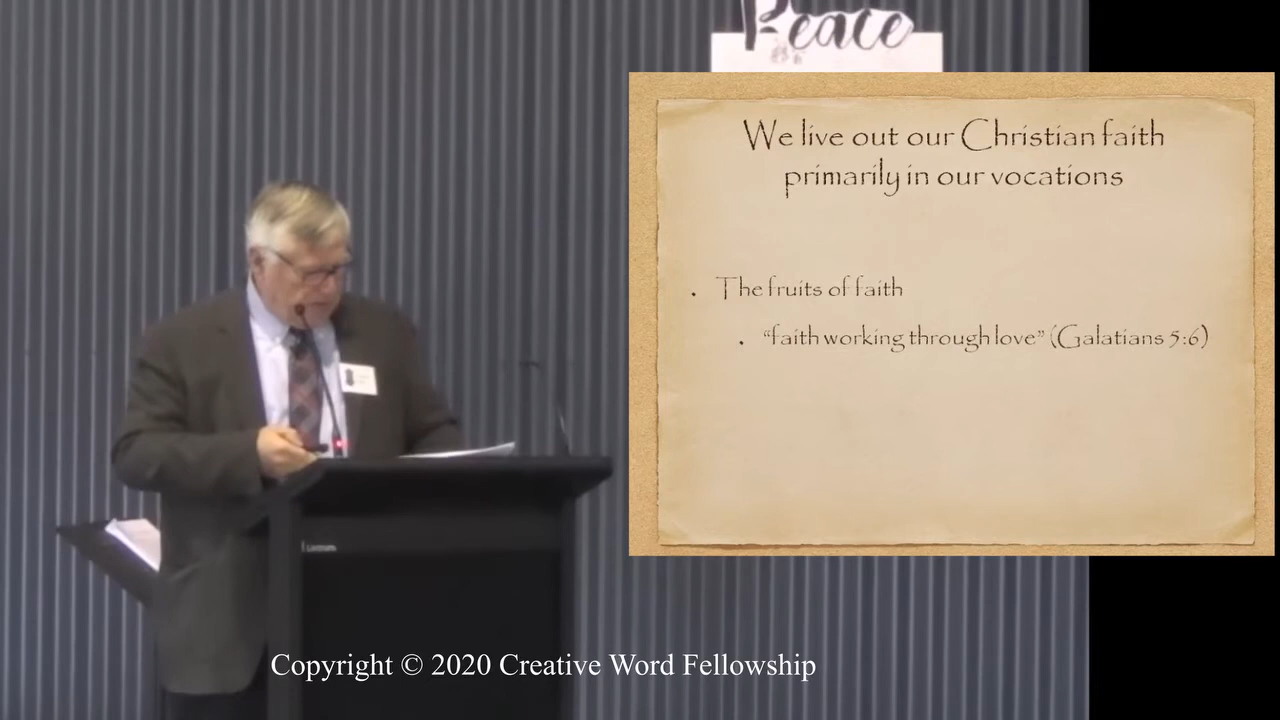 Peace
We live out our Christian faith
primarily in our vocations
• The fruits of faith
• “faith working through love” (Galatians 5:6)
Copyright © 2020 Creative Word Fellowship